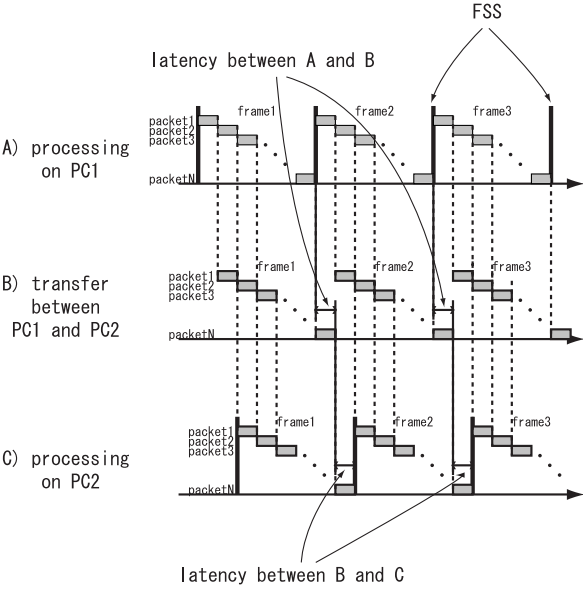 FSS
latency between A and B
A) processing
on PC1
frame1
frame2
frame3
packet1
packet2
packet3
packetN
B) transfer
between
PC1 and PC2
frame1
frame2
frame3
packet1
packet2
packet3
packetN
C) processing
on PC2
frame1
frame2
frame3
packet1
packet2
packet3
packetN
latency between B and C